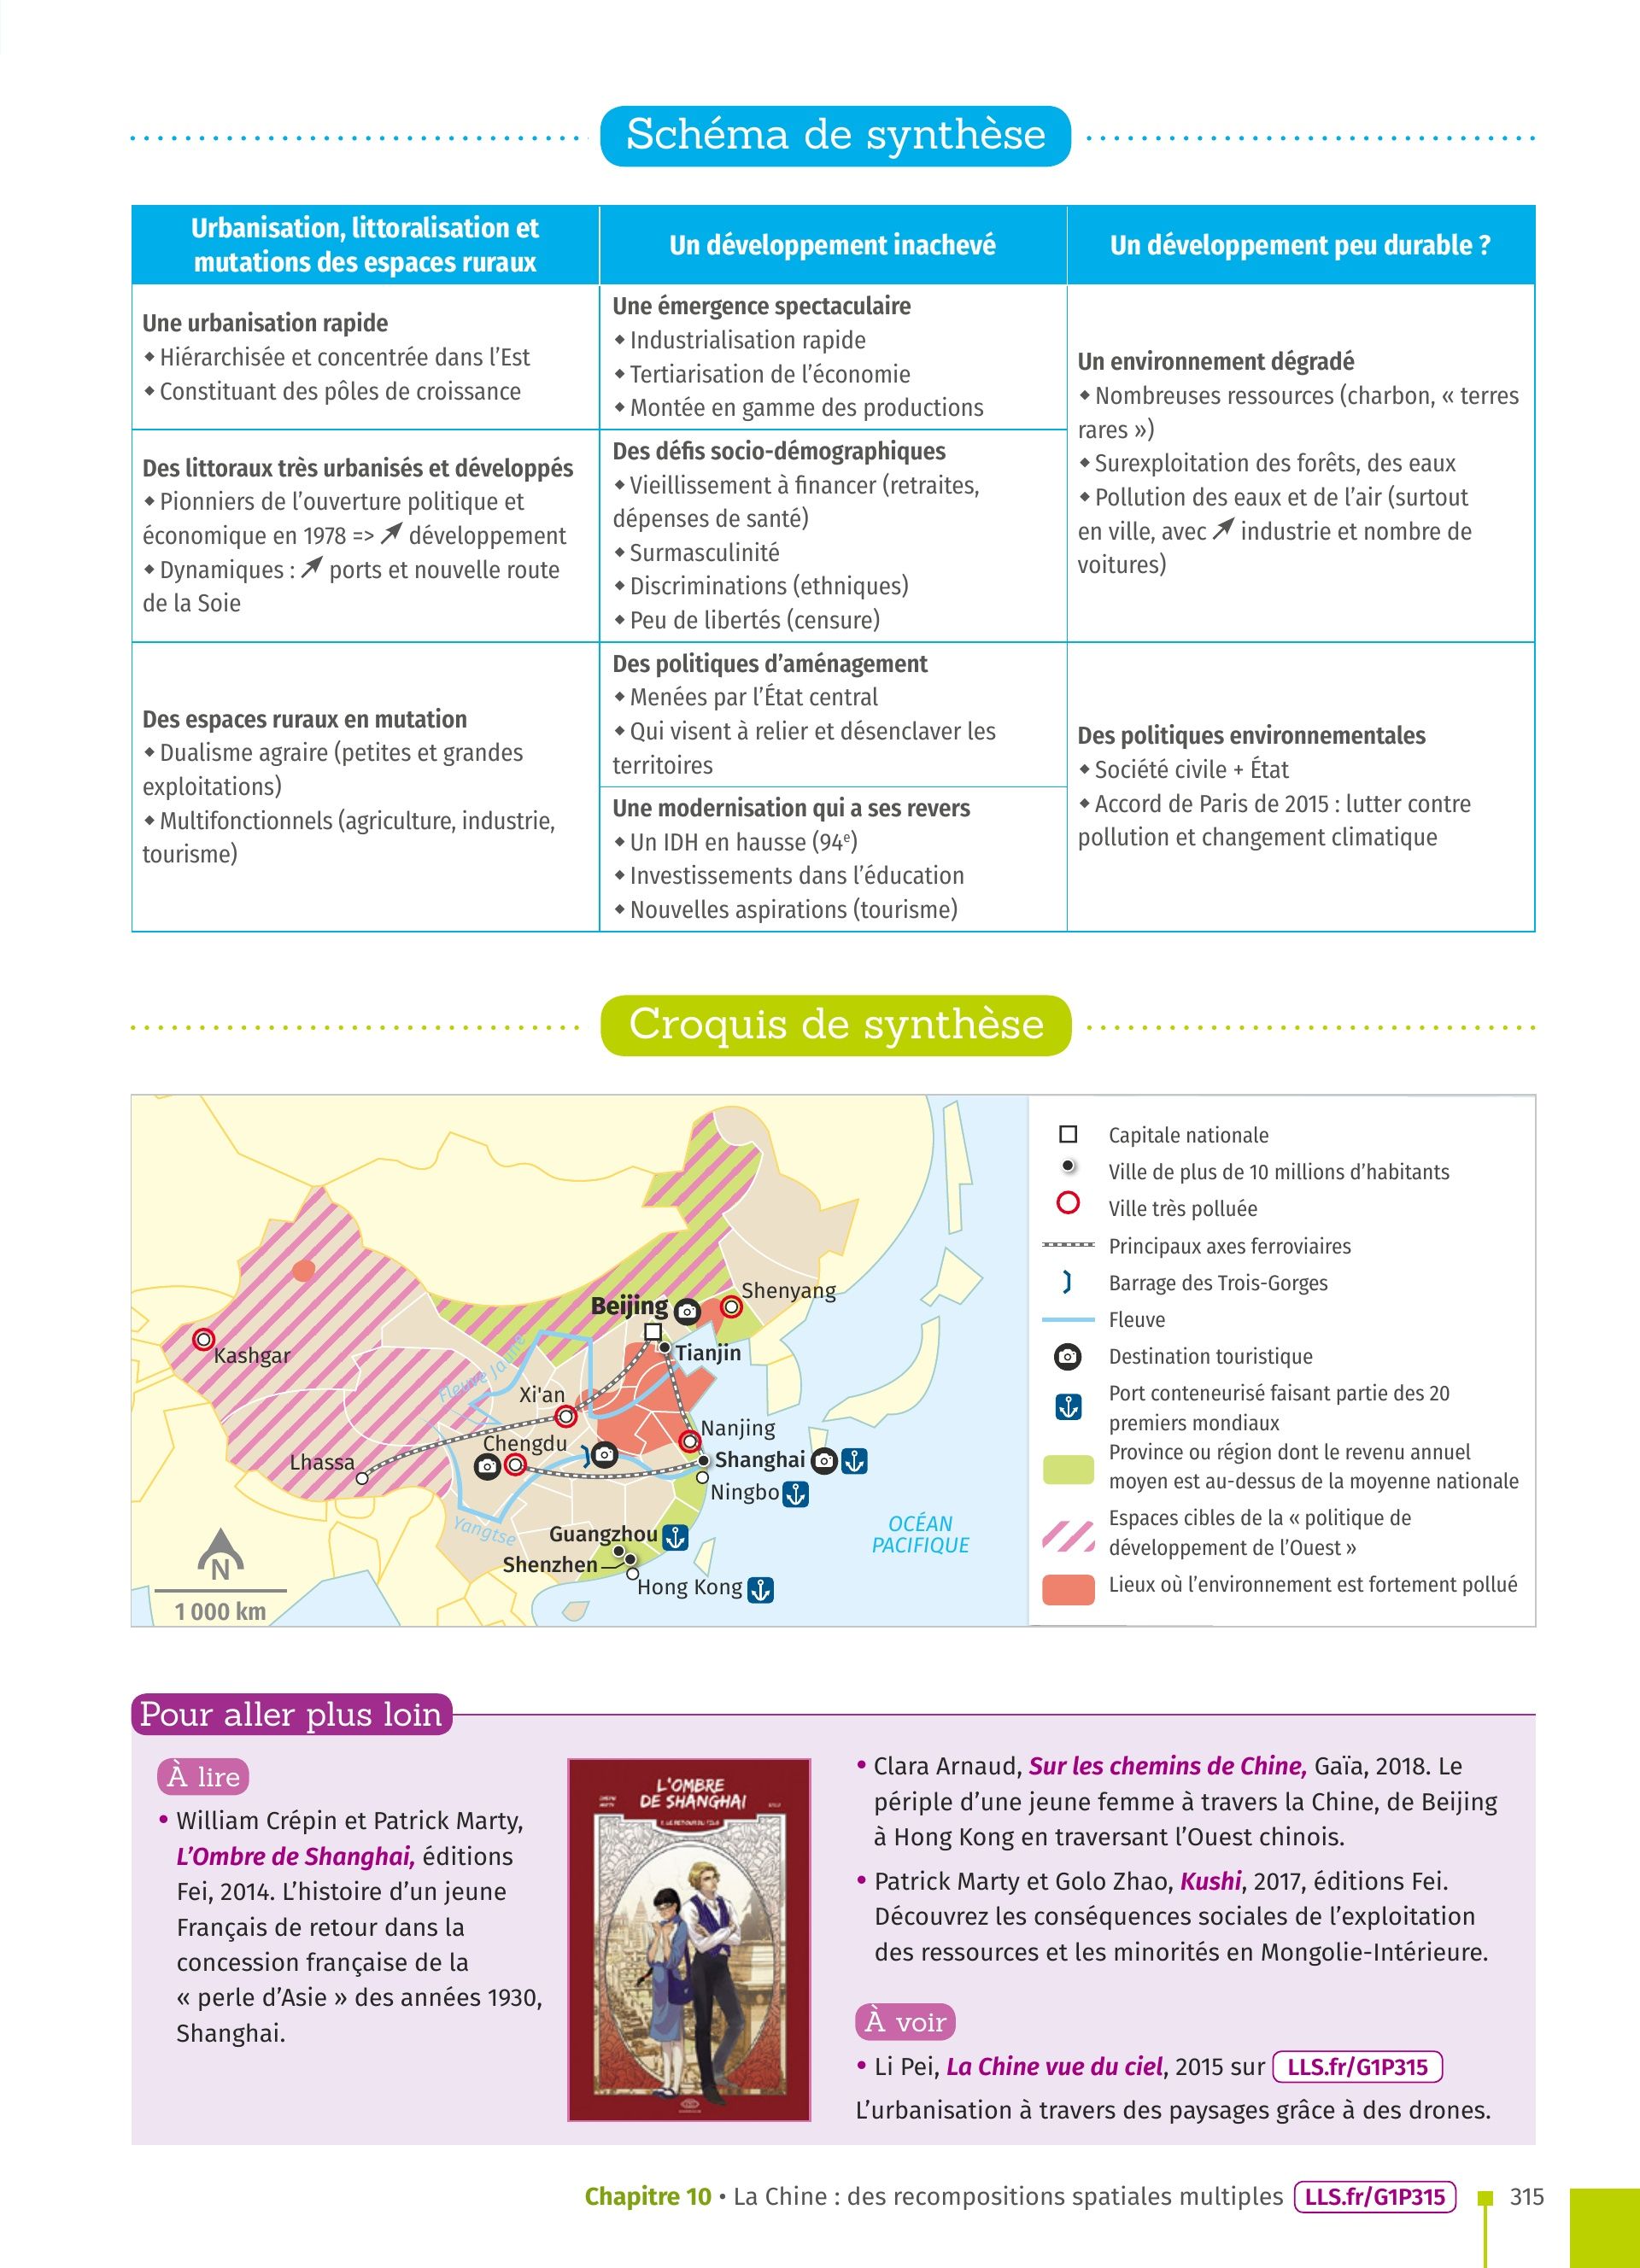 Schéma de synthèse
Urbanisation, littoralisation et
mutations des espaces ruraux
Un développement inachevé
Un développement peu durable ?
Une urbanisation rapide
◆ Hiérarchisée et concentrée dans l’Est
◆ Constituant des pôles de croissance
Des littoraux très urbanisés et développés
◆ Pionniers de l’ouverture politique et
économique en 1978 => ↗ développement
◆ Dynamiques : ↗ ports et nouvelle route
de la Soie
Des espaces ruraux en mutation
◆ Dualisme agraire (petites et grandes
exploitations)
◆ Multifonctionnels (agriculture, industrie,
tourisme)
Une émergence spectaculaire
◆ Industrialisation rapide
◆ Tertiarisation de l’économie
◆ Montée en gamme des productions
Des défis socio-démographiques
◆ Vieillissement à financer (retraites,
dépenses de santé)
◆ Surmasculinité
◆ Discriminations (ethniques)
◆ Peu de libertés (censure)
Des politiques d’aménagement
◆ Menées par l’État central
◆ Qui visent à relier et désenclaver les
territoires
Une modernisation qui a ses revers
◆ Un IDH en hausse (94e)
◆ Investissements dans l’éducation
◆ Nouvelles aspirations (tourisme)
Un environnement dégradé
◆ Nombreuses ressources (charbon, « terres
rares »)
◆ Surexploitation des forêts, des eaux
◆ Pollution des eaux et de l’air (surtout
en ville, avec ↗ industrie et nombre de
voitures)
Des politiques environnementales
◆ Société civile + État
◆ Accord de Paris de 2015 : lutter contre
pollution et changement climatique
Croquis de synthèse
Shenyang
Beijing
Tianjin
Kashgar
Fleuve Jaune
Xi'an
Nanjing
Chengdu
Shanghai
Lhassa
Ningbo
Yangtse
Guangzhou
Shenzhen
Hong Kong
OCÉAN
PACIFIQUE
N
1 000 km
Capitale nationale
Ville de plus de 10 millions d’habitants
Ville très polluée
Principaux axes ferroviaires
Barrage des Trois-Gorges
Fleuve
Destination touristique
Port conteneurisé faisant partie des 20
premiers mondiaux
Province ou région dont le revenu annuel
moyen est au-dessus de la moyenne nationale
Espaces cibles de la « politique de
développement de l’Ouest »
Lieux où l’environnement est fortement pollué
Pour aller plus loin
À lire
• William Crépin et Patrick Marty,
L’Ombre de Shanghai, éditions
Fei, 2014. L’histoire d’un jeune
Français de retour dans la
concession française de la
« perle d’Asie » des années 1930,
Shanghai.
L'OMBRE
DE SHANGHAI
• Clara Arnaud, Sur les chemins de Chine, Gaïa, 2018. Le
périple d’une jeune femme à travers la Chine, de Beijing
à Hong Kong en traversant l’Ouest chinois.
• Patrick Marty et Golo Zhao, Kushi, 2017, éditions Fei.
Découvrez les conséquences sociales de l’exploitation
des ressources et les minorités en Mongolie-Intérieure.
À voir
• Li Pei, La Chine vue du ciel, 2015 sur LLS.fr/G1P315
L’urbanisation à travers des paysages grâce à des drones.
Chapitre 10 • La Chine : des recompositions spatiales multiples LLS.fr/G1P315 315